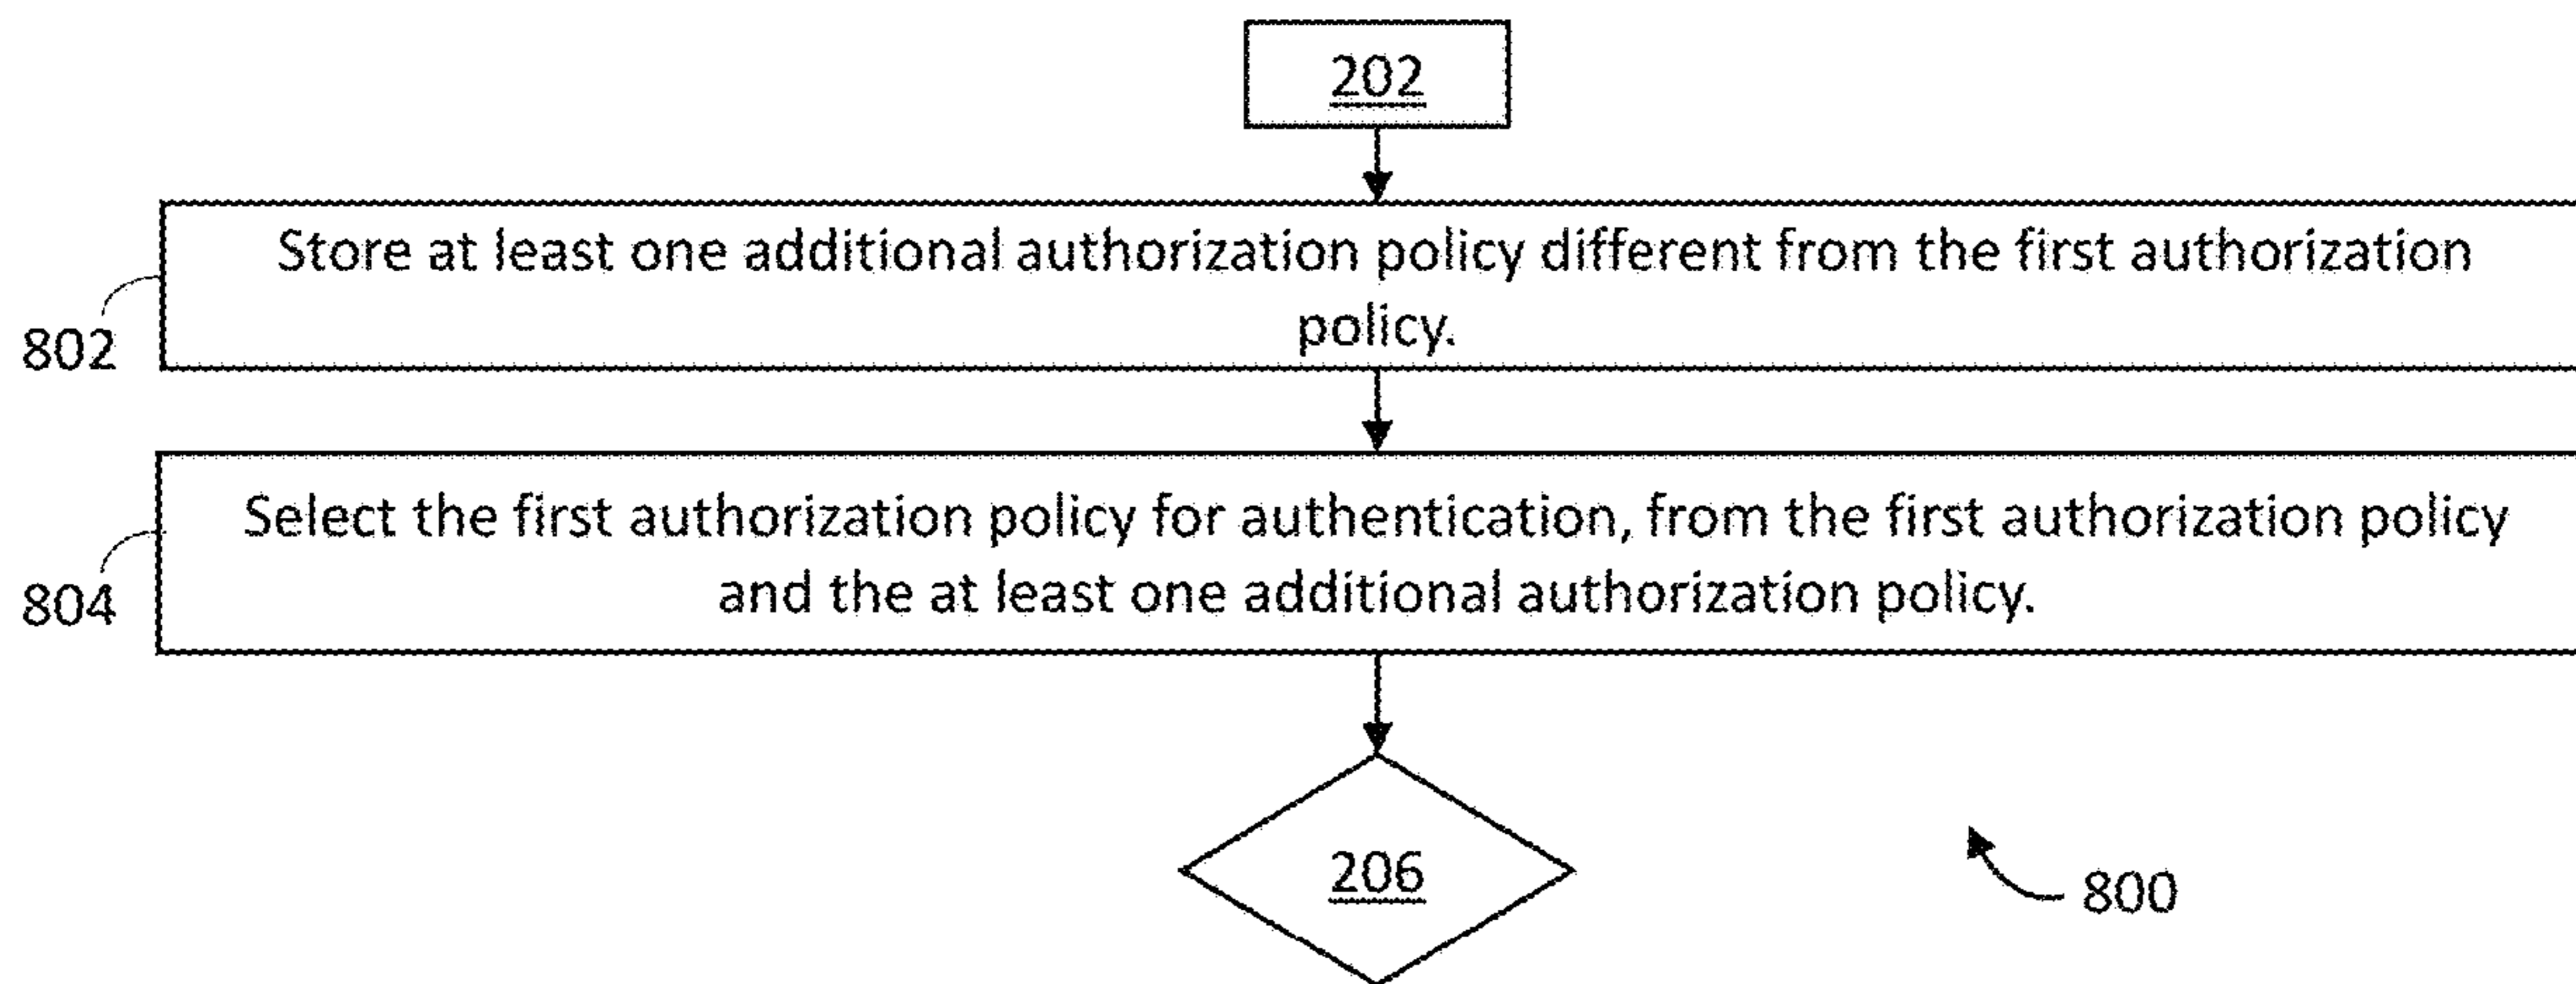 202
Store at least one additional authorization policy different from the first authorization
policy.
802
Select the first authorization policy for authentication, from the first authorization policy
and the at least one additional authorization policy.
804
206
800